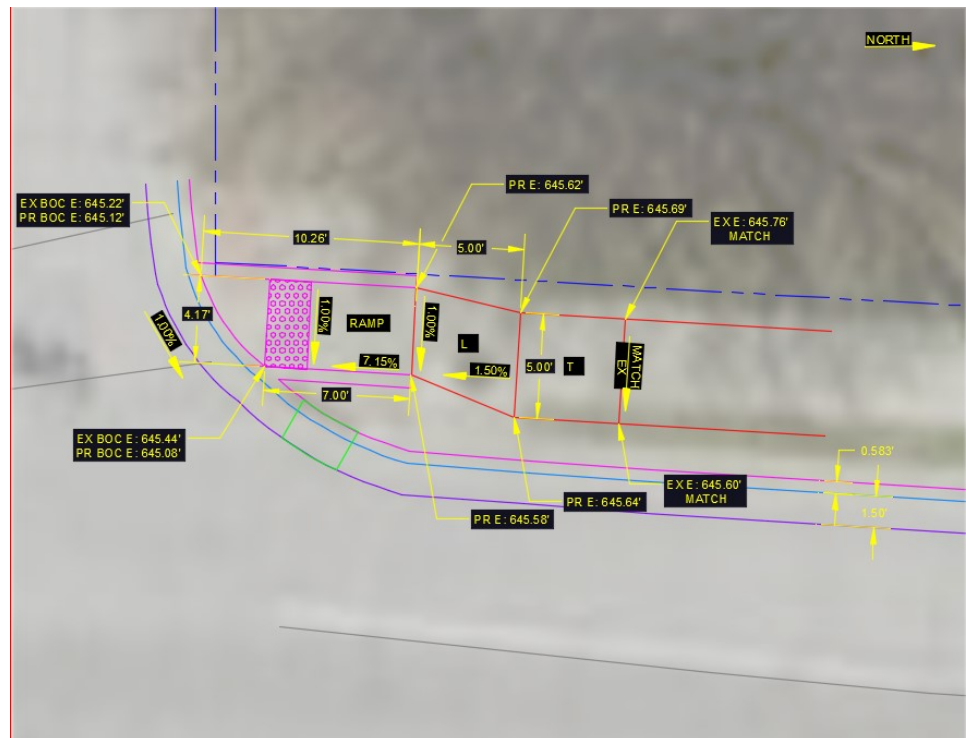 NORTH
PR E: 645.62'
PR E: 645.69'
EX BOC E: 645.22'
PR BOC E: 645.12'
EX E: 645.76'
MATCH
10.26'
5.00'
4.17'
1.00%
1.00%
RAMP
1.00%
L
7.15%
1.50%
5.00'
T
MATCH
EX
7.00'
EX BOC E: 645.44'
PR BOC E: 645.08'
0.583'
EX E: 645.60'
MATCH
PR E: 645.64'
PR E: 645.58'
1.50'